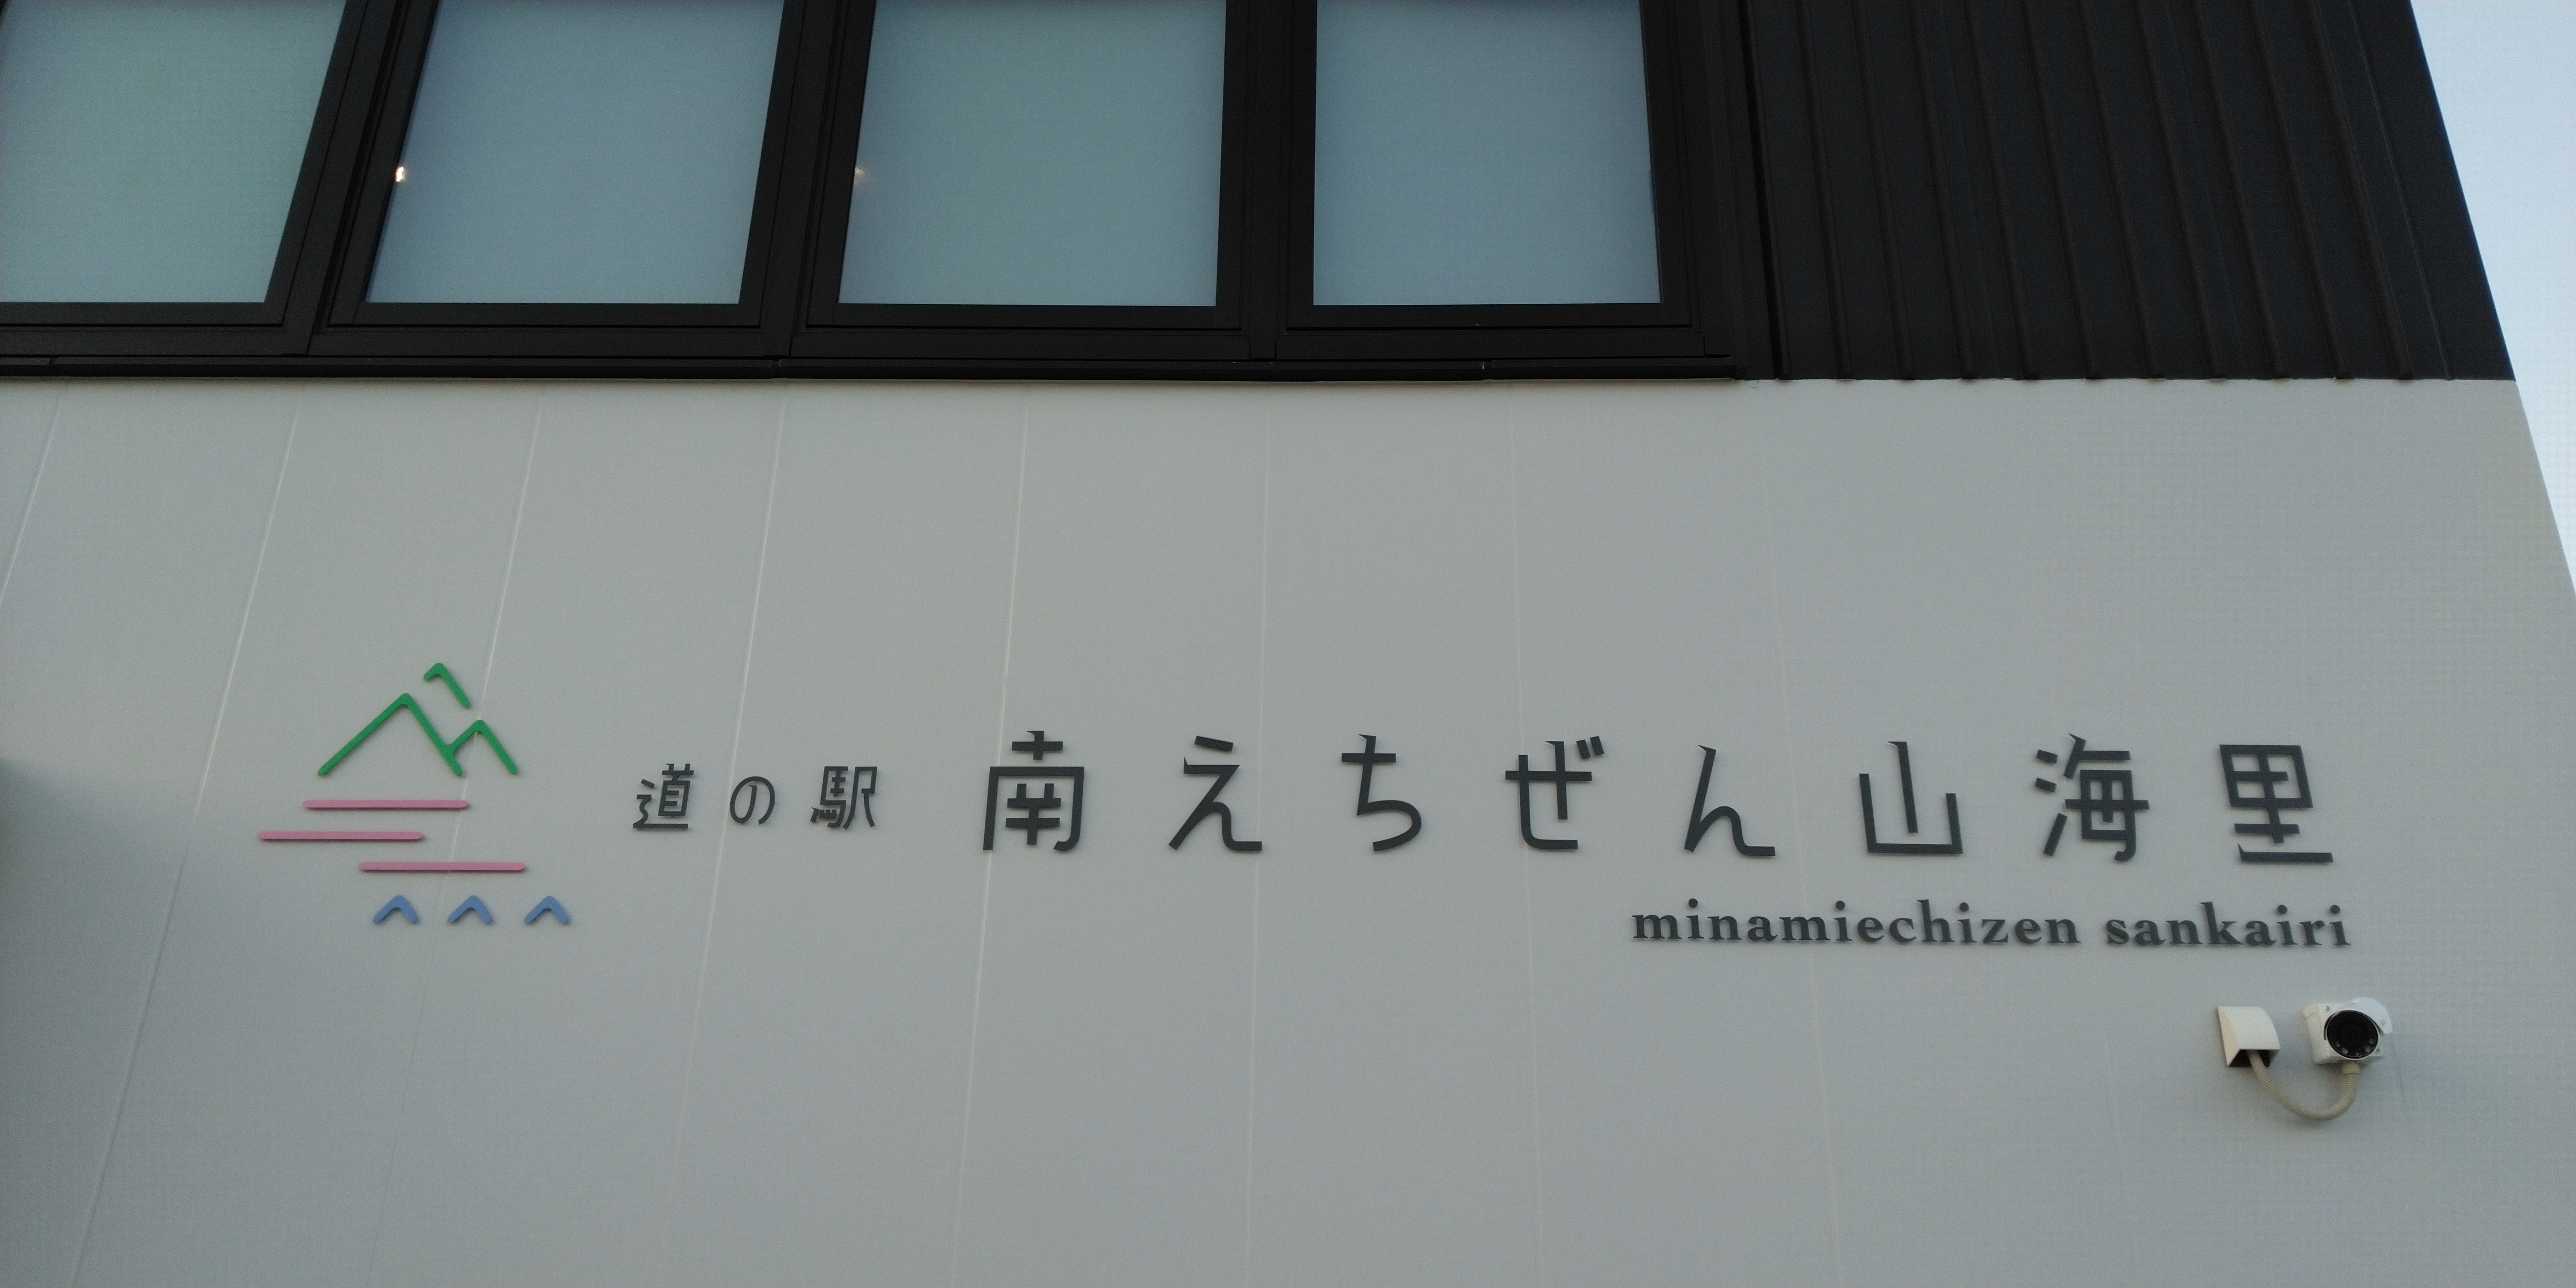 道の駅 南えちぜん山海里
minamiechizen sankairi